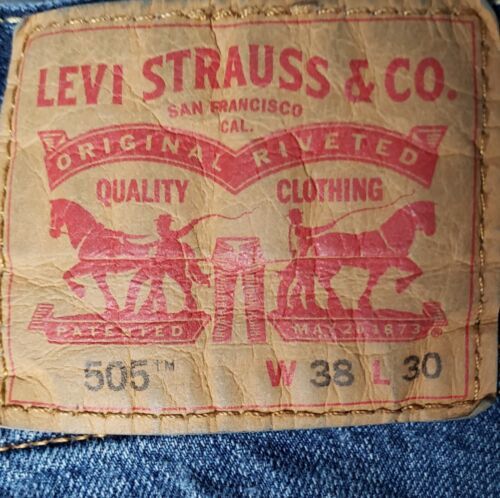 LEVI STRAUSS & CO.
SAN FRANCISCO
CAL.
ORIGINAL RIVETED
QUALITY CLOTHING
PATENTED MAY 20 1873
505™ W 38 L 30